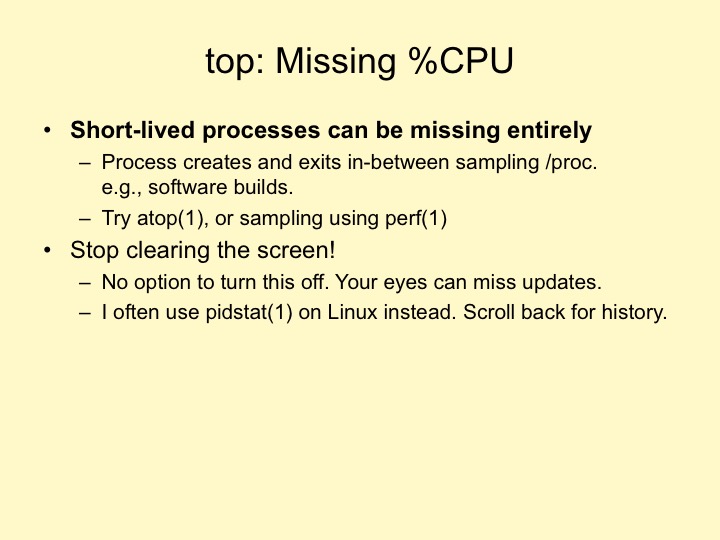 top: Missing %CPU
• Short-lived processes can be missing entirely
– Process creates and exits in-between sampling /proc.
e.g., software builds.
– Try atop(1), or sampling using perf(1)
• Stop clearing the screen!
– No option to turn this off. Your eyes can miss updates.
– I often use pidstat(1) on Linux instead. Scroll back for history.